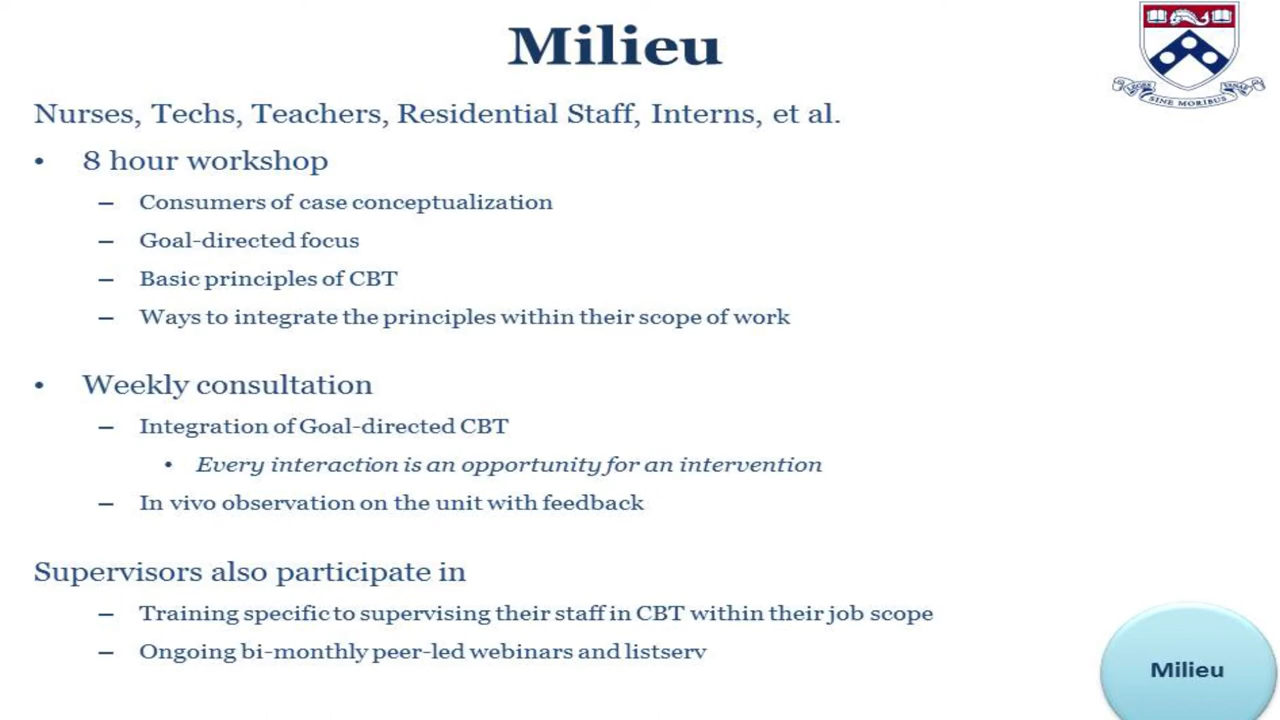 Milieu
Nurses, Techs, Teachers, Residential Staff, Interns, et al.
• 8 hour workshop
– Consumers of case conceptualization
– Goal-directed focus
– Basic principles of CBT
– Ways to integrate the principles within their scope of work
• Weekly consultation
– Integration of Goal-directed CBT
• Every interaction is an opportunity for an intervention
– In vivo observation on the unit with feedback
Supervisors also participate in
– Training specific to supervising their staff in CBT within their job scope
– Ongoing bi-monthly peer-led webinars and listserv
Milieu
SINE MORIBUS